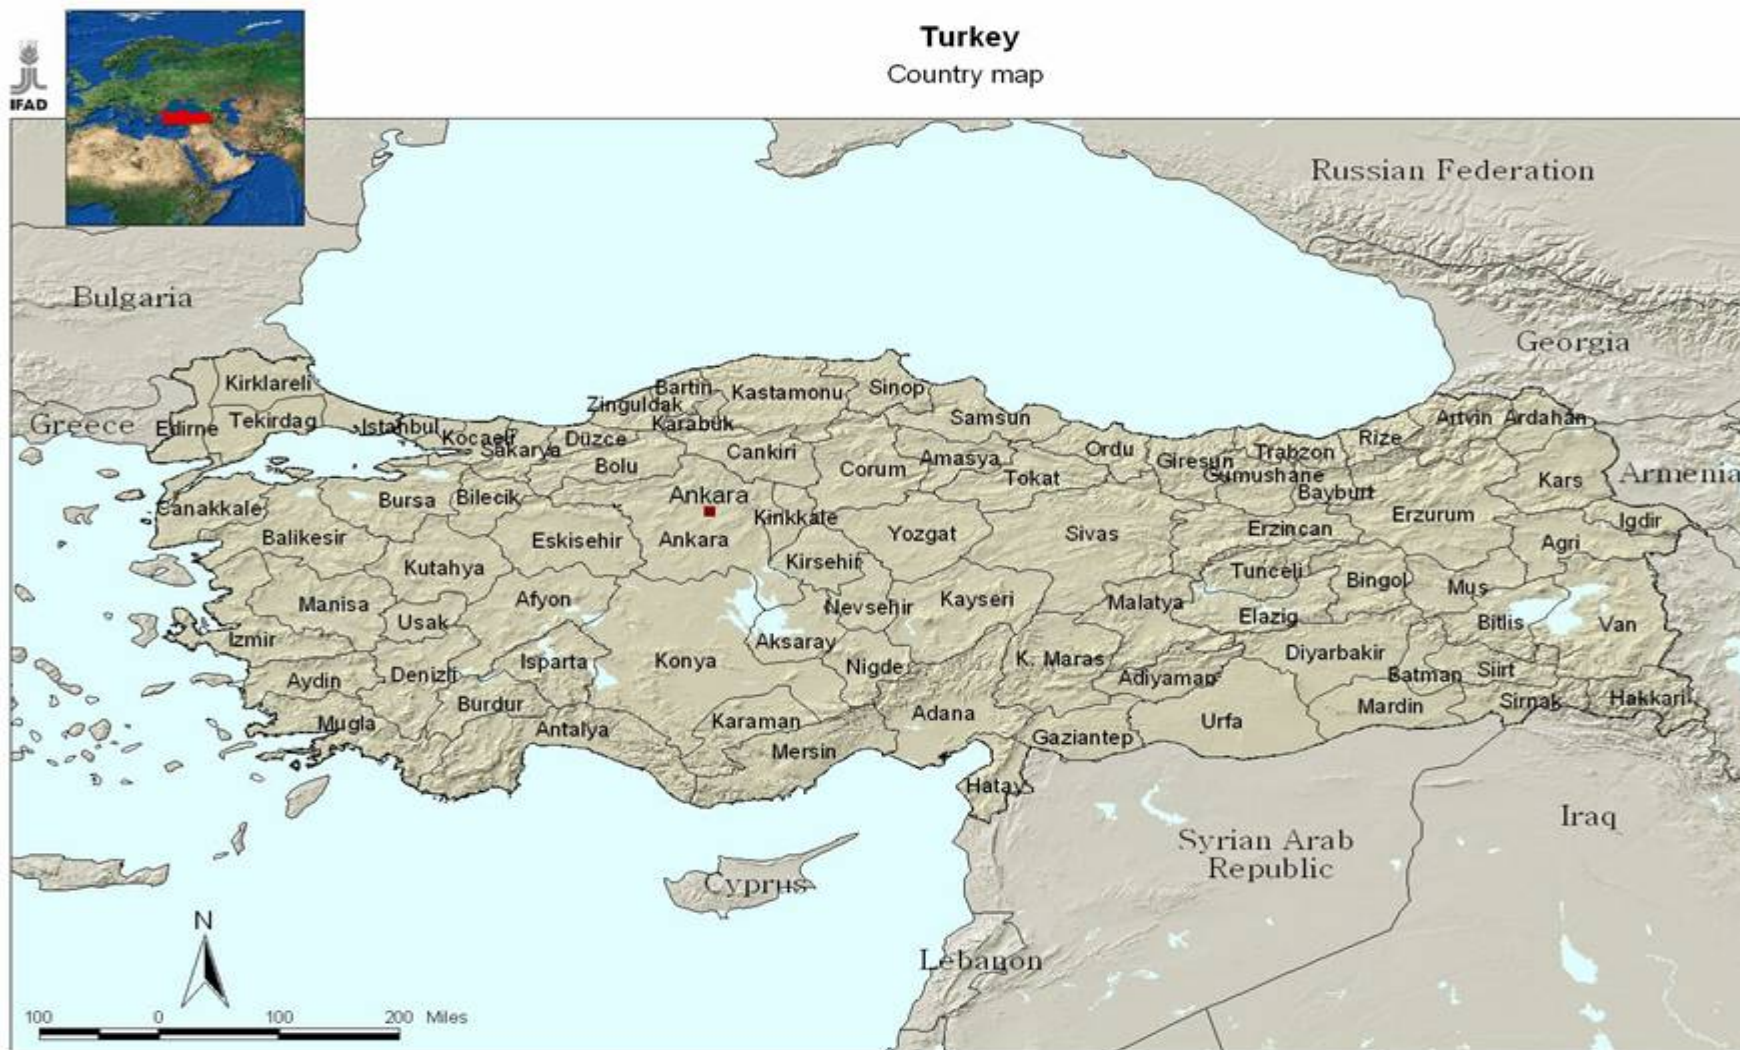 Turkey
Country map
IFAD
Russian Federation
Bulgaria
Georgia
Greece
Armenia
Kirklareli
Bartin
Kastamonu
Sinop
Zinguldak
Edirne
Tekirdag
Istanbul
Karabuk
Samsun
Artvin
Ardahan
Kocaeli
Sakarya
Düzce
Cankiri
Ordu
Giresun
Trabzon
Rize
Bolu
Corum
Amasya
Tokat
Gumushane
Bayburt
Kars
Canakkale
Bursa
Bilecik
Ankara
Kinkkale
Erzurum
Igdir
Balikesir
Eskisehir
Ankara
Yozgat
Sivas
Erzincan
Agri
Kutahya
Kirsehir
Tunceli
Bingol
Mus
Manisa
Afyon
Nevsehir
Kayseri
Malatya
Elazig
Usak
Bitlis
Van
Izmir
Aksaray
Aydin
Denizli
Isparta
Konya
Nigde
K. Maras
Adiyaman
Diyarbakir
Batman
Siirt
Burdur
Mugla
Antalya
Karaman
Adana
Urfa
Mardin
Sirnak
Hakkari
Mersin
Gaziantep
Hatay
Syrian Arab
Republic
Iraq
Cyprus
Lebanon
N
100 0 100 200 Miles